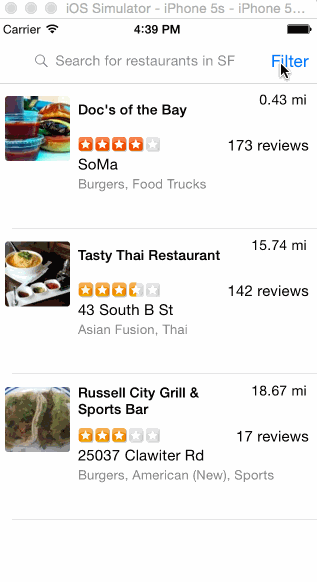 iOS Simulator - iPhone 5s - iPhone 5...
Carrier 4:39 PM
Search for restaurants in SF Filter
Doc's of the Bay 0.43 mi
173 reviews
SoMa
Burgers, Food Trucks
Tasty Thai Restaurant 15.74 mi
142 reviews
43 South B St
Asian Fusion, Thai
Russell City Grill & 18.67 mi
Sports Bar
17 reviews
25037 Clawiter Rd
Burgers, American (New), Sports